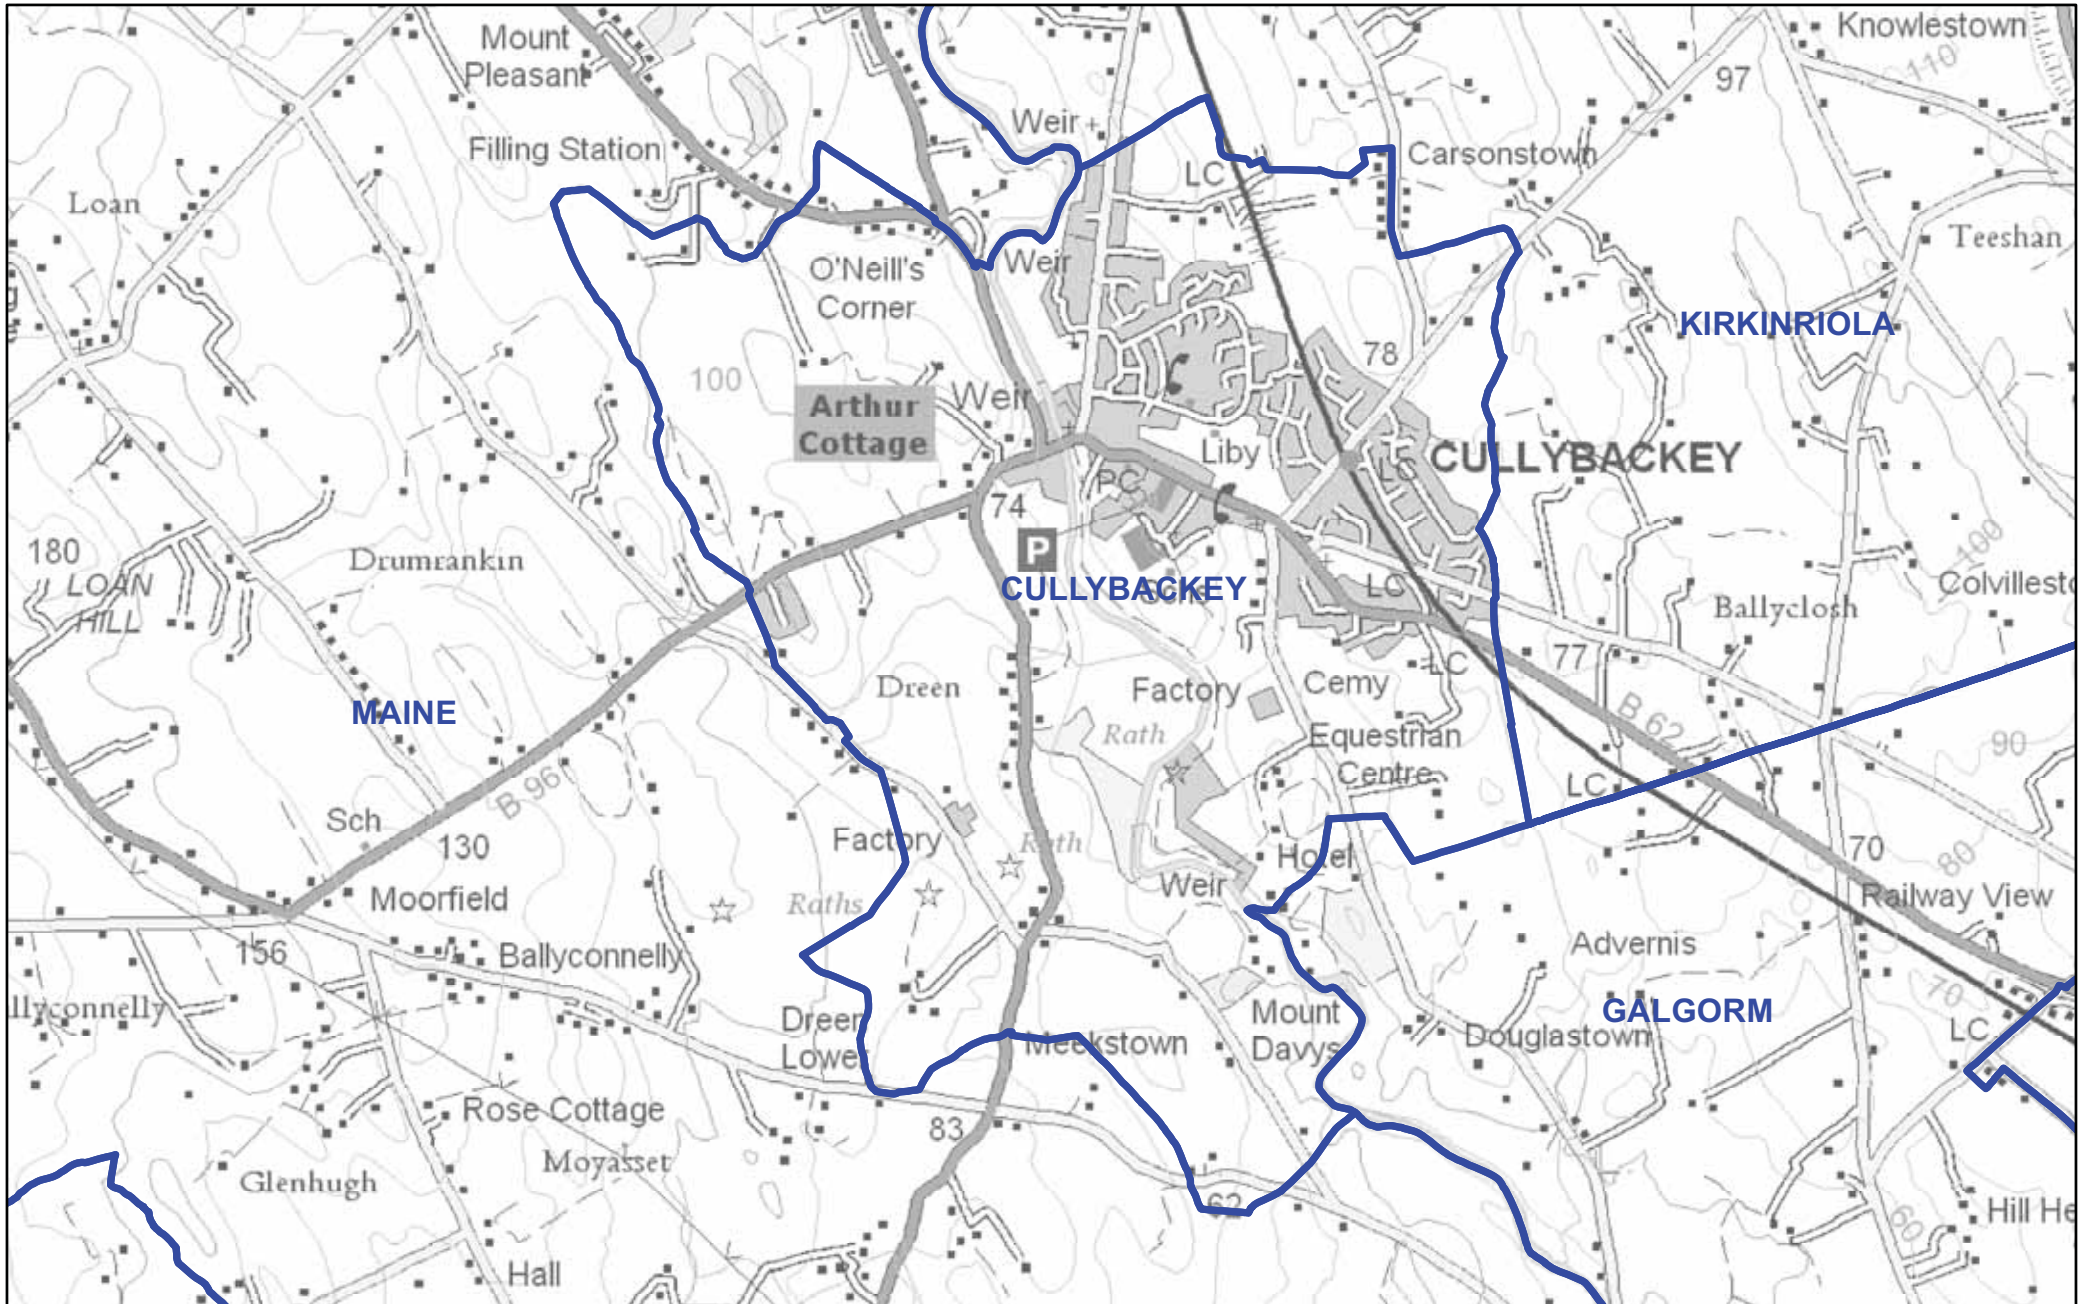 Knowlestown
Mount
Pleasant
110
97
Weir
Filling Station
Carsonstown
LC
Loan
Teeshan
Weir
O'Neill's
Corner
KIRKINRIOLA
78
100
Arthur
Cottage
Weir
Liby
CULLYBACKEY
LC
PC
74
180
LOAN
HILL
Drumrankin
P
CULLYBACKEY
Schs
LC
100
Ballyclosh
Colvillesto
LC
77
Dreen
Factory
Cemy
MAINE
B 62
Rath
Equestrian
Centre
90
LC
B 96
Sch
130
Factory
Rath
Hotel
70
80
Moorfield
Raths
Weir
Railway View
156
Ballyconnelly
Advernis
llyconnelly
70
Mount
Davys
GALGORM
Dreen
Lower
Meekstown
Douglastown
LC
Rose Cottage
83
Moyasset
Glenhugh
62
60
Hill He
Hall